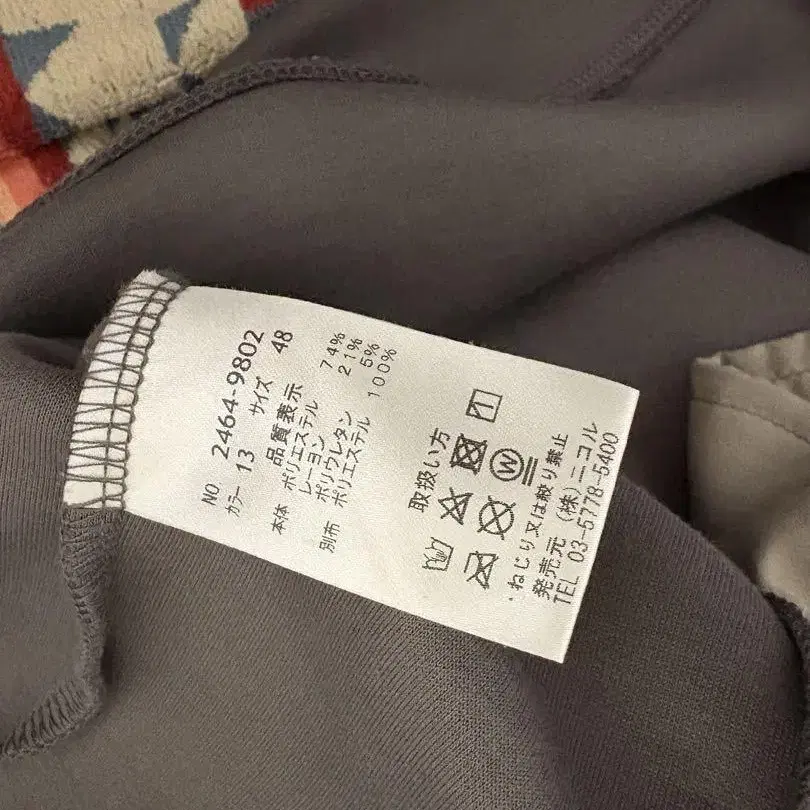 NO 2464-9802
カラー 13 サイズ 48
品質表示
本体 ポリエステル 74%
レーヨン 21%
ポリウレタン 5%
別布 ポリエステル 100%
取扱い方
W
・ねじり又は絞り禁止
発売元 (株)ニコル
TEL 03-5778-5400